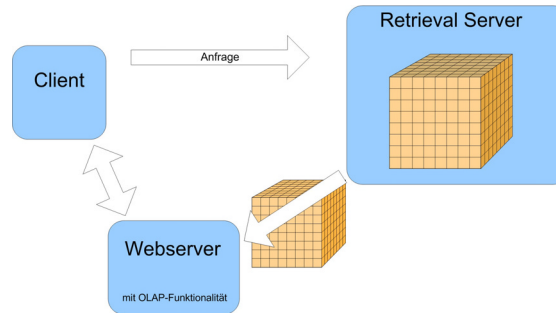 Retrieval Server
Anfrage
Client
Webserver
mit OLAP-Funktionalität